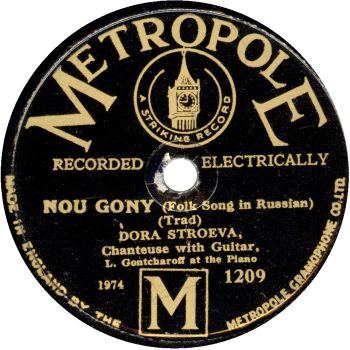 METROPOLE
A STRIKING RECORD
RECORDED ELECTRICALLY
NOU GONY (Folk Song in Russian)
(Trad)
DORA STROEVA,
Chanteuse with Guitar,
L. Gontcharoff at the Piano
1974 1209
M
MADE IN ENGLAND BY THE METROPOLE GRAMOPHONE CO. LTD.